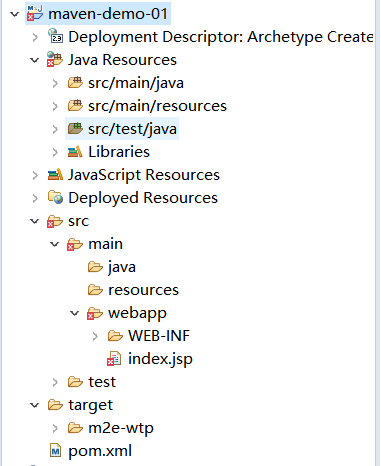 maven-demo-01
Deployment Descriptor: Archetype Create
Java Resources
src/main/java
src/main/resources
src/test/java
Libraries
JavaScript Resources
Deployed Resources
src
main
java
resources
webapp
WEB-INF
index.jsp
test
target
m2e-wtp
pom.xml